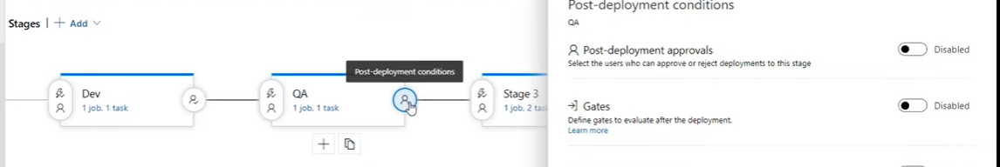 Stages | + Add
Post-deployment conditions
Dev
1 job, 1 task
QA
1 job, 1 task
Stage 3
1 job, 2 tas
Post-deployment conditions
QA
Post-deployment approvals
Disabled
Select the users who can approve or reject deployments to this stage
Gates
Disabled
Define gates to evaluate after the deployment.
Learn more